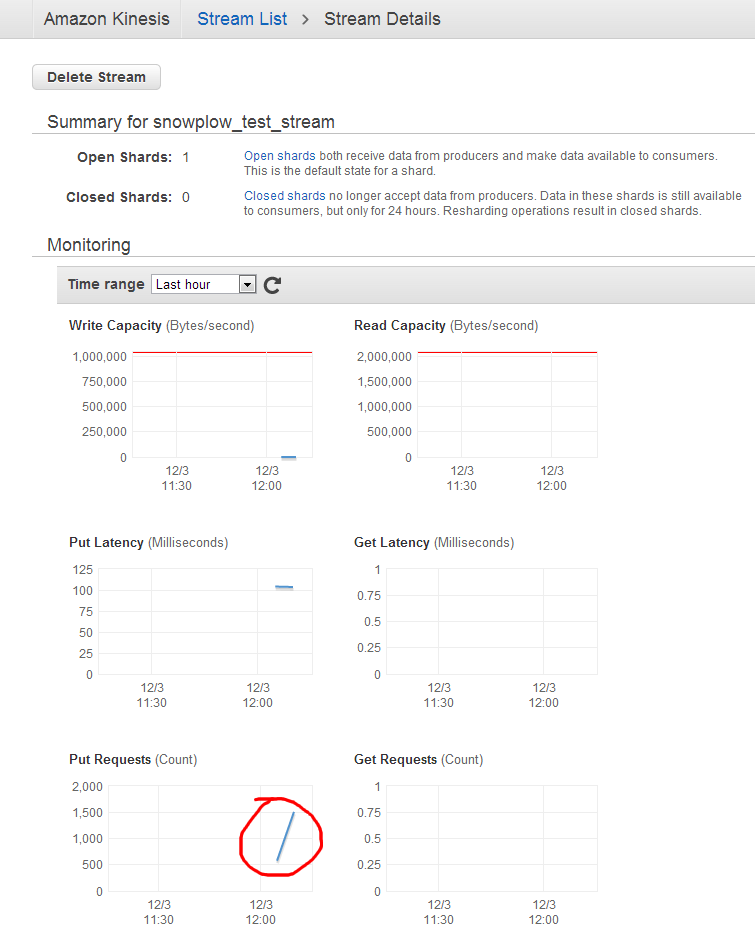 Amazon Kinesis Stream List > Stream Details
Delete Stream
Summary for snowplow_test_stream
Open Shards: 1 Open shards both receive data from producers and make data available to consumers.
This is the default state for a shard.
Closed Shards: 0 Closed shards no longer accept data from producers. Data in these shards is still available
to consumers, but only for 24 hours. Resharding operations result in closed shards.
Monitoring
Time range Last hour
Write Capacity (Bytes/second)
1,000,000
750,000
500,000
250,000
0
12/3 12/3
11:30 12:00
Read Capacity (Bytes/second)
2,000,000
1,500,000
1,000,000
500,000
0
12/3 12/3
11:30 12:00
Put Latency (Milliseconds)
125
100
75
50
25
0
12/3 12/3
11:30 12:00
Get Latency (Milliseconds)
1
0.75
0.5
0.25
0
12/3 12/3
11:30 12:00
Put Requests (Count)
2,000
1,500
1,000
500
0
12/3 12/3
11:30 12:00
Get Requests (Count)
1
0.75
0.5
0.25
0
12/3 12/3
11:30 12:00